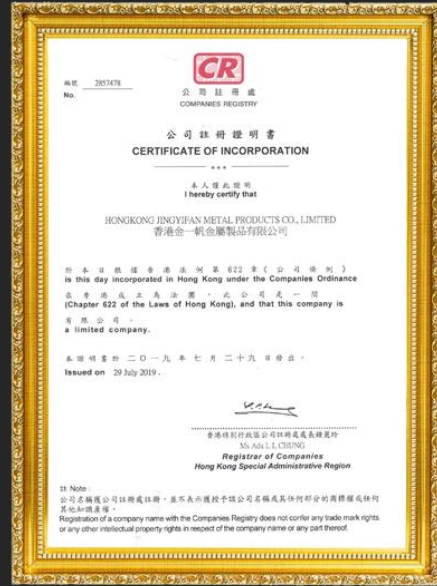 編號 2857478
No.
CR
公司註冊處
COMPANIES REGISTRY
公司註冊證明書
CERTIFICATE OF INCORPORATION
本人謹此證明
I hereby certify that
HONGKONG JINGYIFAN METAL PRODUCTS CO., LIMITED
香港金一帆金屬製品有限公司
於本日根據香港法例第622章《公司條例》
is this day incorporated in Hong Kong under the Companies Ordinance
在香港成立為法團，此公司是一間
(Chapter 622 of the Laws of Hong Kong), and that this company is
有限公司。
a limited company.
本證明書於二〇一九年七月二十九日發出。
Issued on 29 July 2019.
香港特別行政區公司註冊處處長鍾麗玲
Ms Ada L L CHUNG
Registrar of Companies
Hong Kong Special Administrative Region
註 Note:
公司名稱獲公司註冊處註冊，並不表示獲授予該公司名稱或其任何部分的商標權或任何
其他知識產權。
Registration of a company name with the Companies Registry does not confer any trade mark rights
or any other intellectual property rights in respect of the company name or any part thereof.